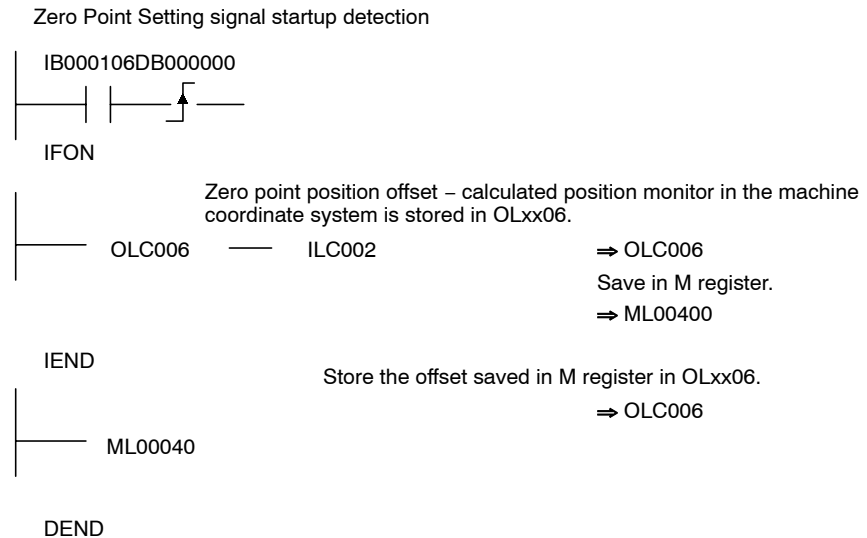 Zero Point Setting signal startup detection
IB000106DB000000
IFON
Zero point position offset – calculated position monitor in the machine
coordinate system is stored in OLxx06.
OLC006 — ILC002 ⇒ OLC006
Save in M register.
⇒ ML00400
IEND
Store the offset saved in M register in OLxx06.
⇒ OLC006
ML00040
DEND